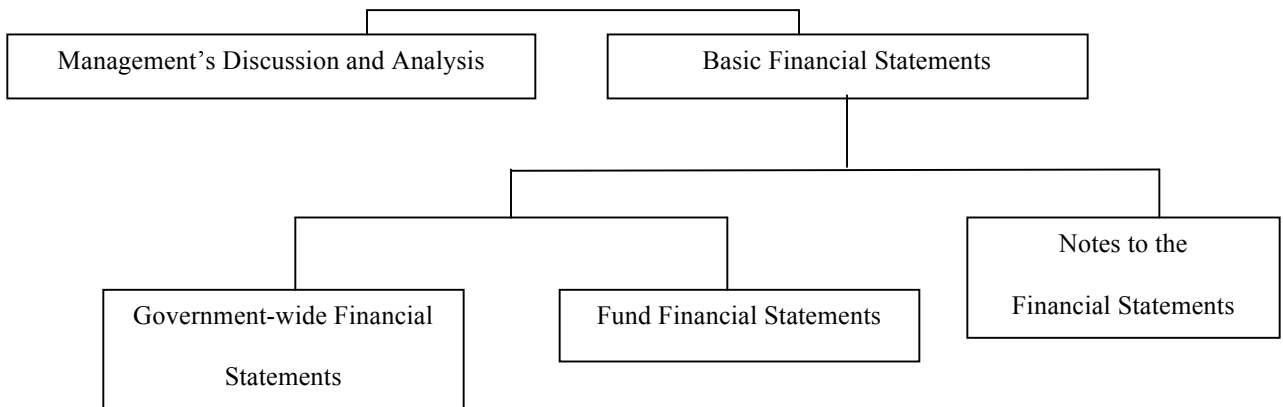 Management’s Discussion and Analysis
Basic Financial Statements
Notes to the
Financial Statements
Government-wide Financial
Statements
Fund Financial Statements